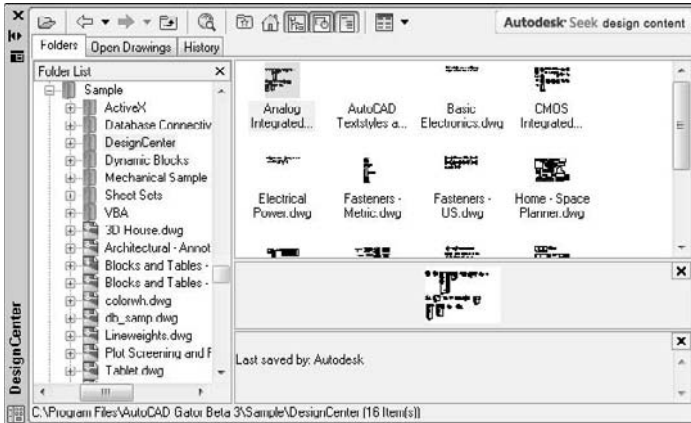 Autodesk® Seek design content
Folders Open Drawings History
Folder List
Sample
ActiveX
Database Connectiv
DesignCenter
Dynamic Blocks
Mechanical Sample
Sheet Sets
VBA
3D House.dwg
Architectural - Annot
Blocks and Tables -
Blocks and Tables -
colorwh.dwg
db_samp.dwg
Lineweights.dwg
Plot Screening and F
Tablet.dwg
Analog
Integrated...
AutoCAD
Textstyles a...
Basic
Electronics.dwg
CMOS
Integrated...
Electrical
Power.dwg
Fasteners -
Metric.dwg
Fasteners -
US.dwg
Home - Space
Planner.dwg
Last saved by: Autodesk
DesignCenter
C:\Program Files\AutoCAD Gator Beta 3\Sample\DesignCenter (16 Item(s))